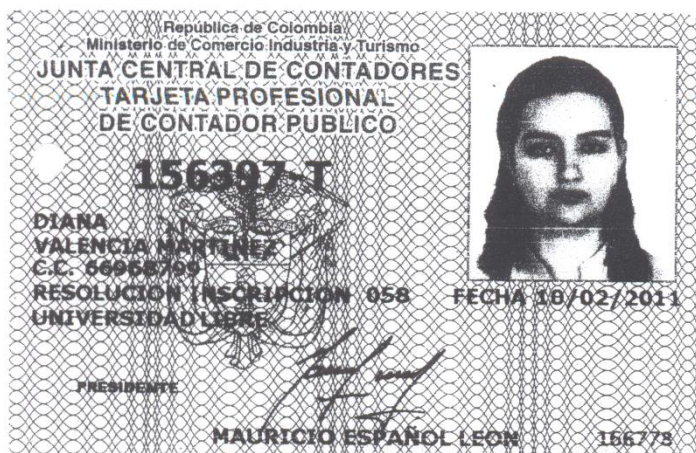 República de Colombia
Ministerio de Comercio Industria y Turismo
JUNTA CENTRAL DE CONTADORES
TARJETA PROFESIONAL
DE CONTADOR PUBLICO
156397-T
DIANA
VALENCIA MARTINEZ
C.C. 66968799
RESOLUCION INSCRIPCION 058 FECHA 10/02/2011
UNIVERSIDAD LIBRE
PRESIDENTE
MAURICIO ESPAÑOL LEON 166778